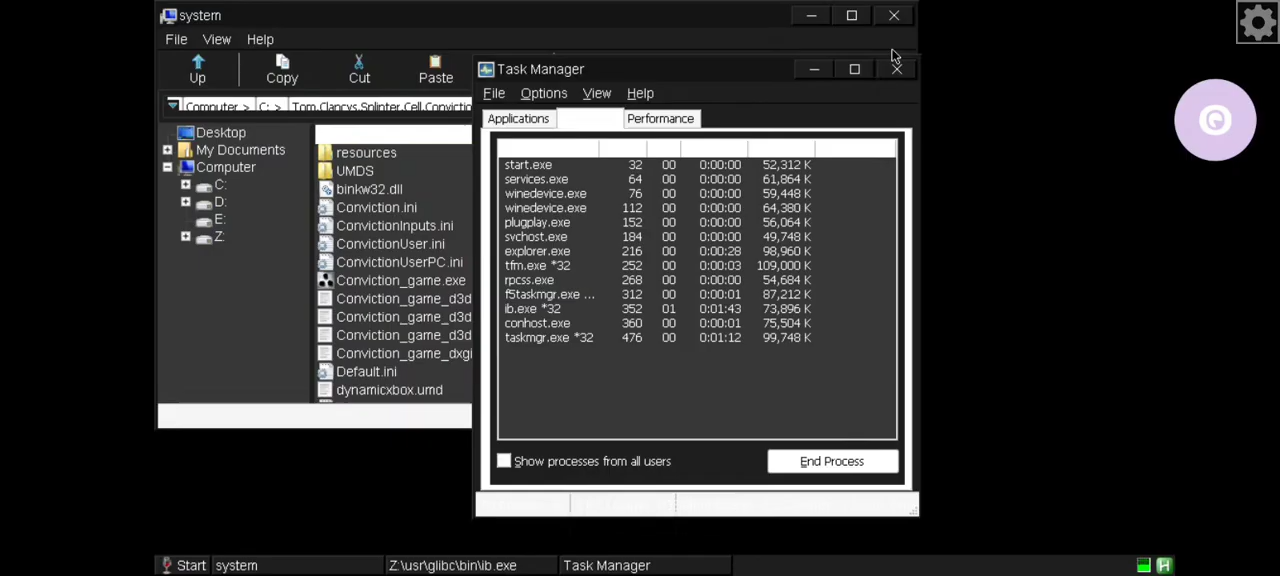 system
File View Help
Up Copy Cut Paste
Computer > C: > Tom.Clancys.Splinter.Cell.Conviction
Desktop
My Documents
Computer
C:
D:
E:
Z:
resources
UMDS
binkw32.dll
Conviction.ini
ConvictionInputs.ini
ConvictionUser.ini
ConvictionUserPC.ini
Conviction_game.exe
Conviction_game_d3d
Conviction_game_d3d
Conviction_game_d3d
Conviction_game_dxgi
Default.ini
dynamicxbox.umd
Task Manager
File Options View Help
Applications Performance
start.exe 32 00 0:00:00 52,312 K
services.exe 64 00 0:00:00 61,864 K
winedevice.exe 76 00 0:00:00 59,448 K
winedevice.exe 112 00 0:00:00 64,380 K
plugplay.exe 152 00 0:00:00 56,064 K
svchost.exe 184 00 0:00:00 49,748 K
explorer.exe 216 00 0:00:28 98,960 K
tfm.exe *32 252 00 0:00:03 109,000 K
rpcss.exe 268 00 0:00:00 54,684 K
f5taskmgr.exe ... 312 00 0:00:01 87,212 K
ib.exe *32 352 01 0:01:43 73,896 K
conhost.exe 360 00 0:00:01 75,504 K
taskmgr.exe *32 476 00 0:01:12 99,748 K
Show processes from all users End Process
Start system Z:\usr\glibc\bin\ib.exe Task Manager